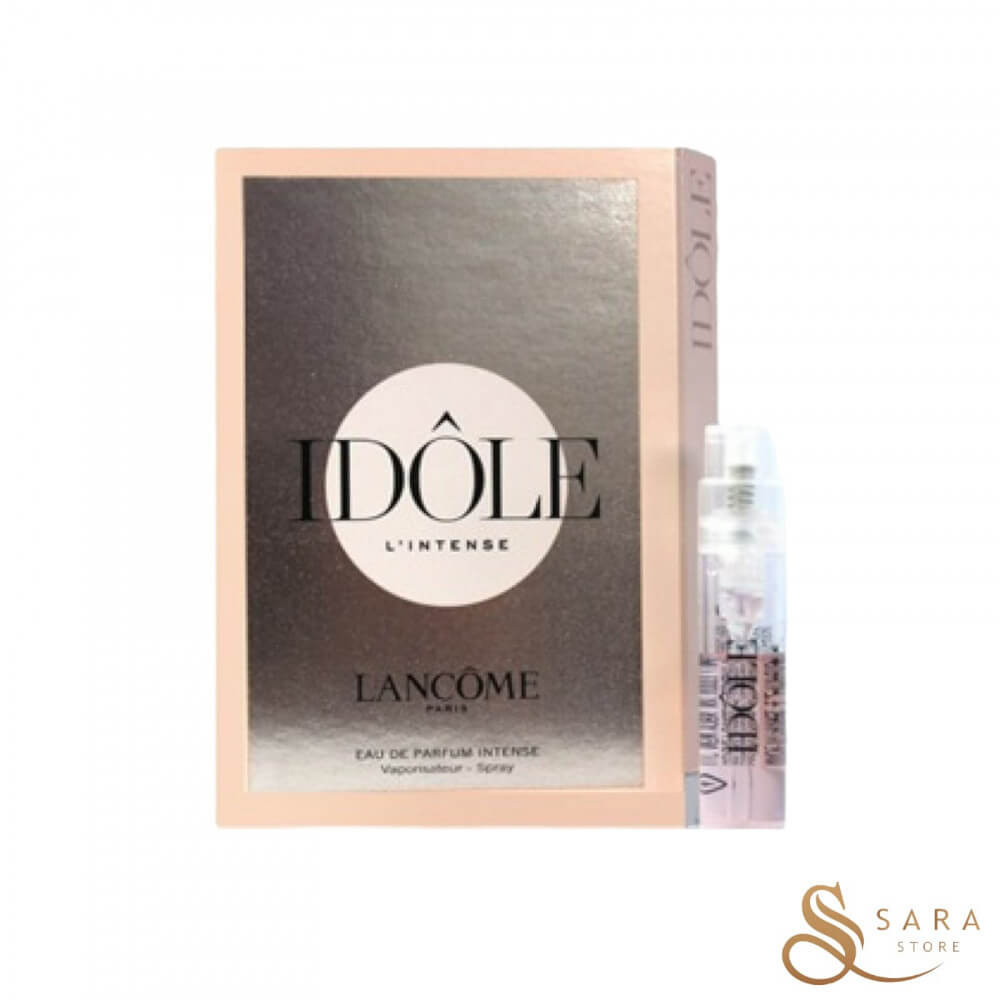 IDÔLE
L'INTENSE
LANCÔME
PARIS
EAU DE PARFUM INTENSE
Vaporisateur - Spray
IDÔLE
IDÔLE
SARA
STORE